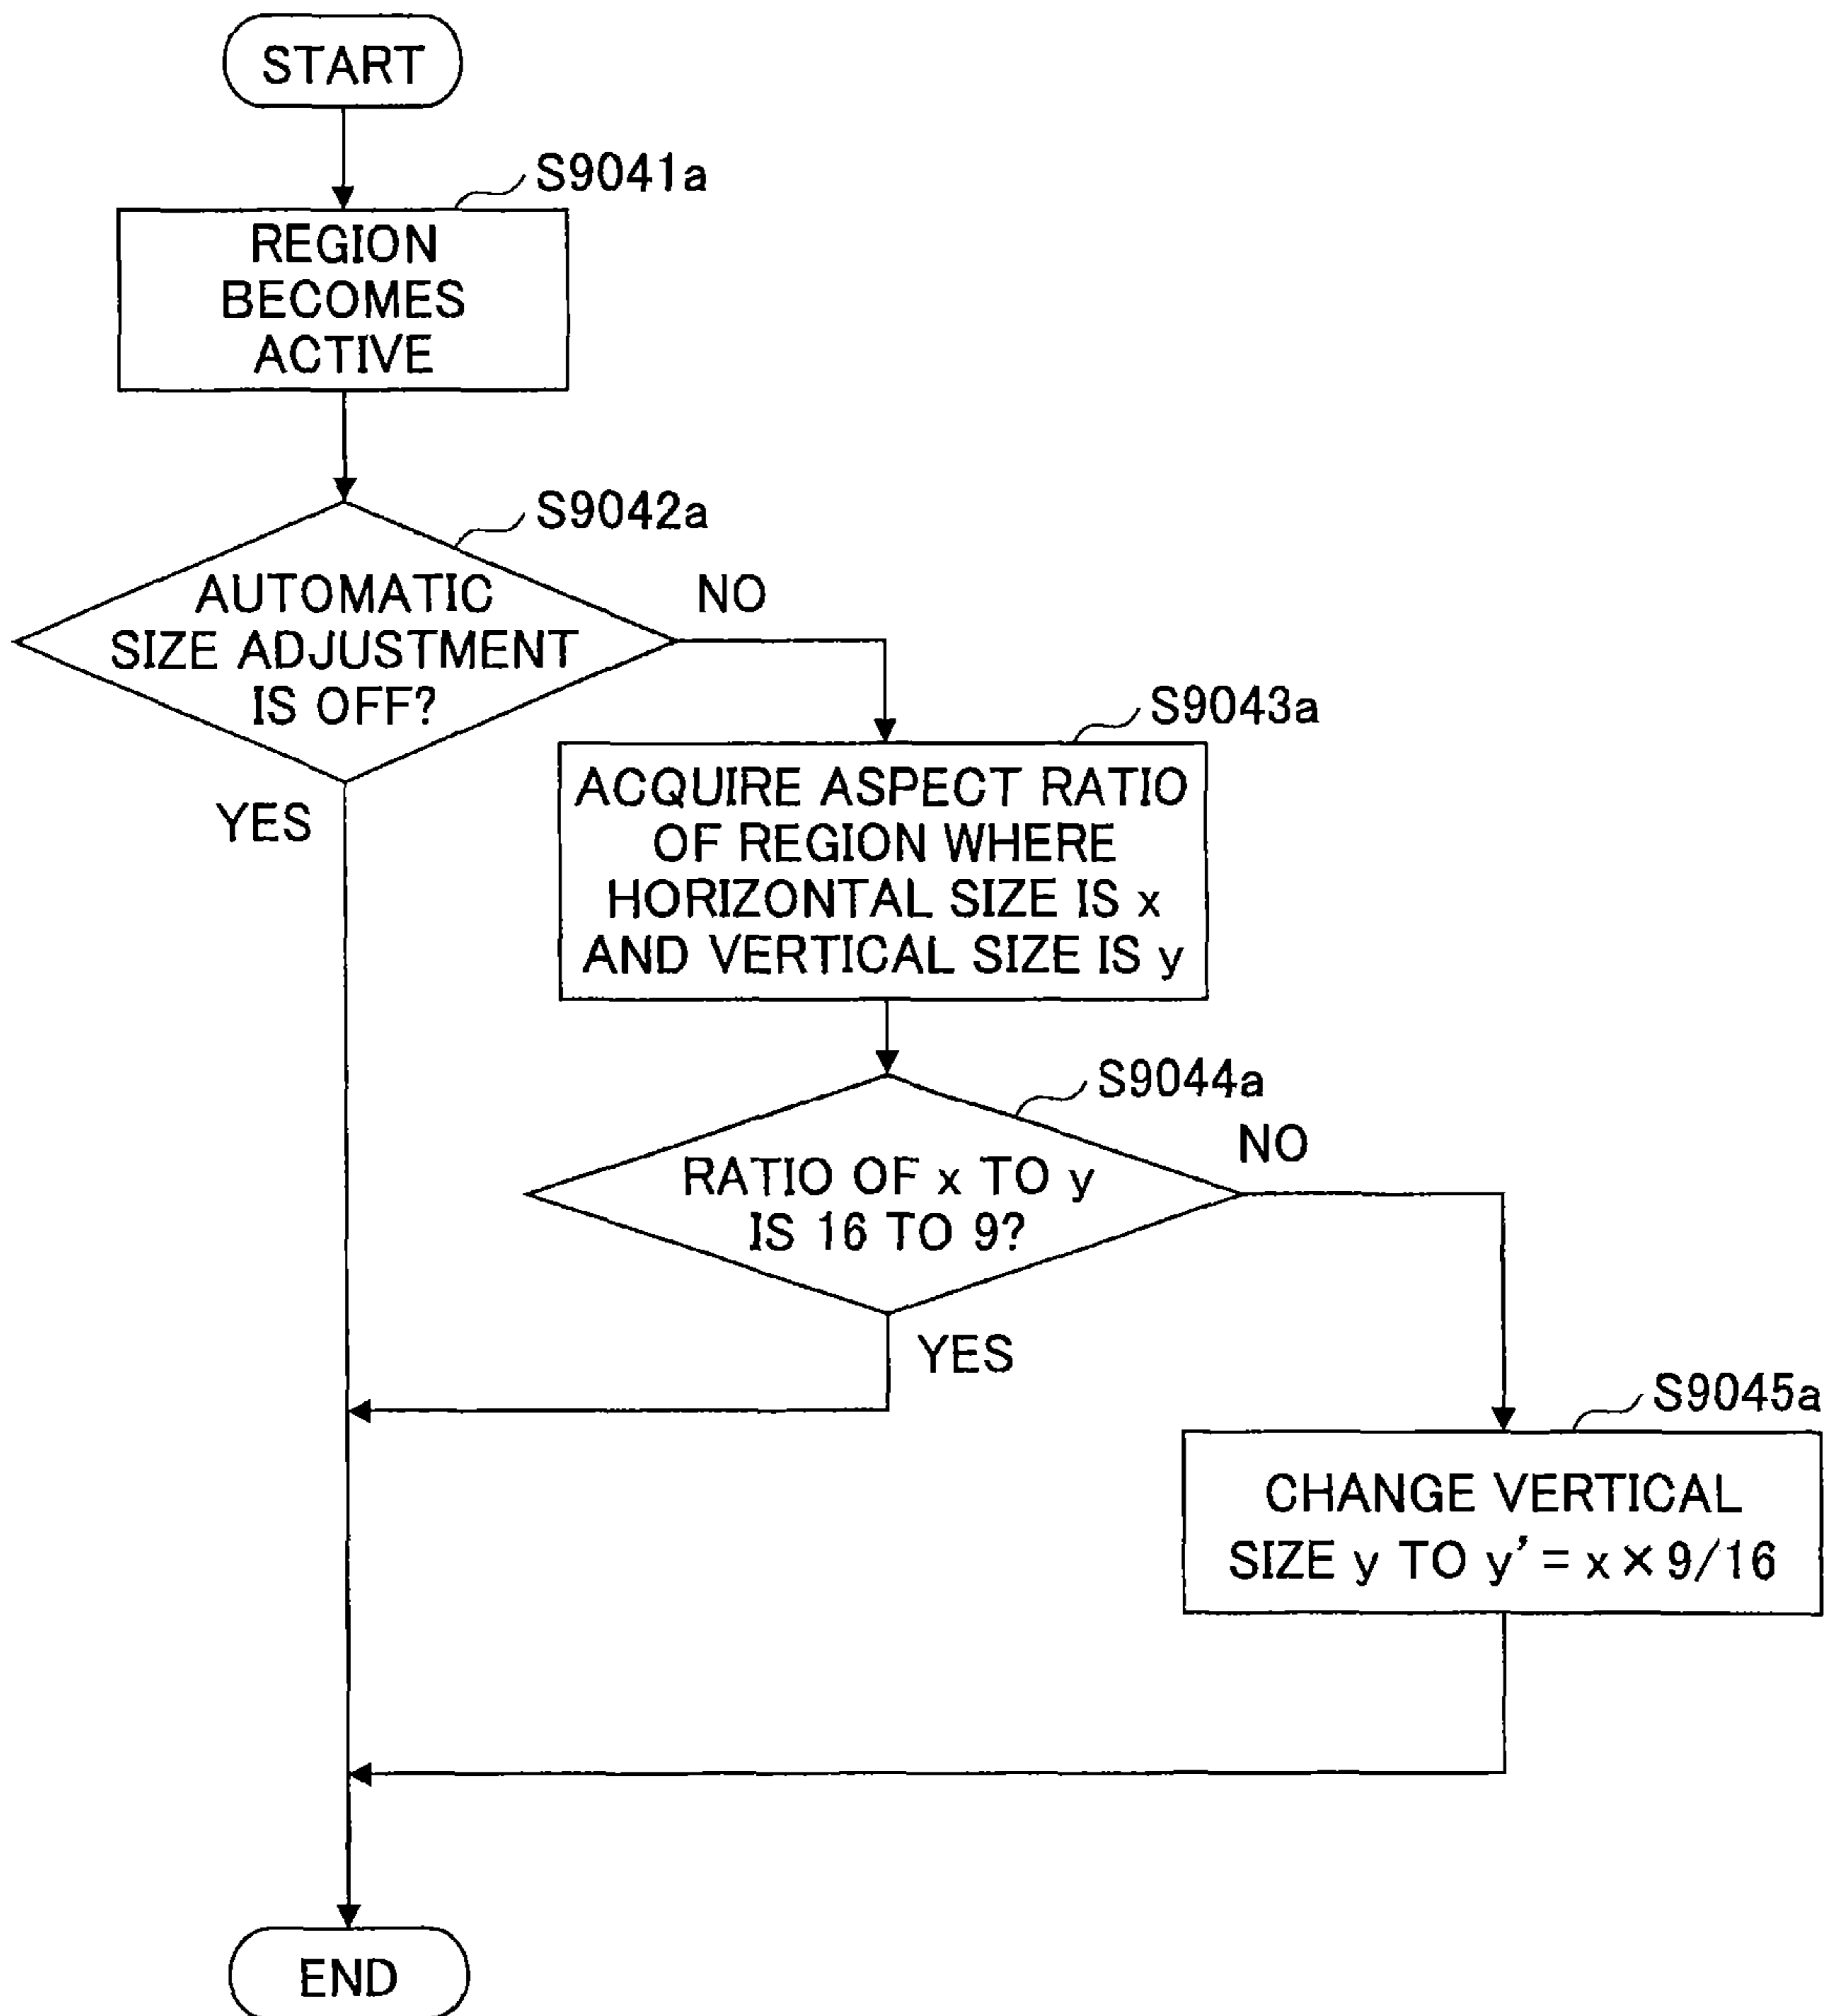 START
S9041a
REGION
BECOMES
ACTIVE
S9042a
AUTOMATIC
SIZE ADJUSTMENT
IS OFF?
NO
YES
S9043a
ACQUIRE ASPECT RATIO
OF REGION WHERE
HORIZONTAL SIZE IS x
AND VERTICAL SIZE IS y
S9044a
RATIO OF x TO y
IS 16 TO 9?
NO
YES
S9045a
CHANGE VERTICAL
SIZE y TO y' = x × 9/16
END